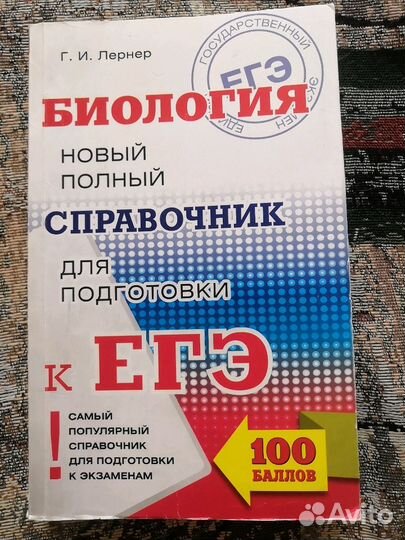 Г. И. Лернер
ГОСУДАРСТВЕННЫЙ
ЕГЭ
БИОЛОГИЯ
НОВЫЙ
ПОЛНЫЙ
СПРАВОЧНИК
ДЛЯ
ПОДГОТОВКИ
К ЕГЭ
!
САМЫЙ
ПОПУЛЯРНЫЙ
СПРАВОЧНИК
ДЛЯ ПОДГОТОВКИ
К ЭКЗАМЕНАМ
100
БАЛЛОВ
Avito